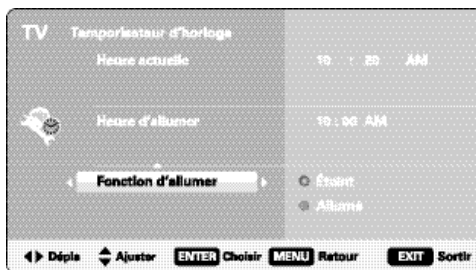 TV Temporisateur d'horloge
Heure actuelle 10 : 20 AM
Heure d'allumer 10 : 00 AM
Fonction d'allumer Éteint
Allumé
Dépla Ajuster ENTER Choisir MENU Retour EXIT Sortir